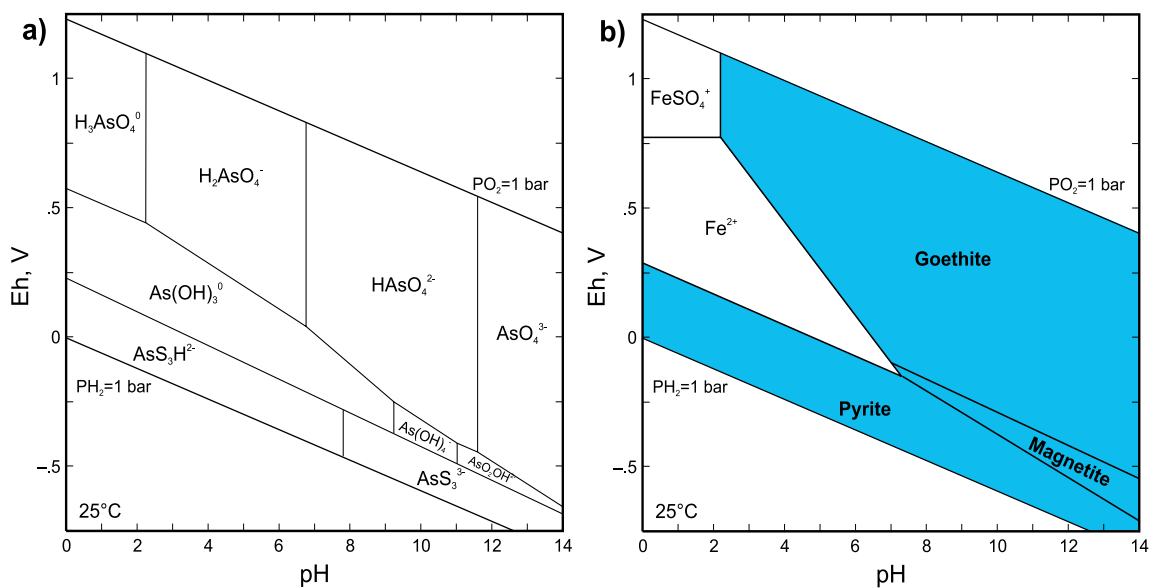 a)
1
.5
0
–.5
Eh, V
H₃AsO₄⁰
H₂AsO₄⁻
PO₂=1 bar
HAsO₄²⁻
As(OH)₃⁰
AsO₄³⁻
AsS₃H²⁻
PH₂=1 bar
As(OH)₄⁻
AsO₂OH²⁻
AsS₃³⁻
25°C
0 2 4 6 8 10 12 14
pH
b)
1
.5
0
–.5
Eh, V
FeSO₄⁺
PO₂=1 bar
Fe²⁺
Goethite
PH₂=1 bar
Pyrite
Magnetite
25°C
0 2 4 6 8 10 12 14
pH